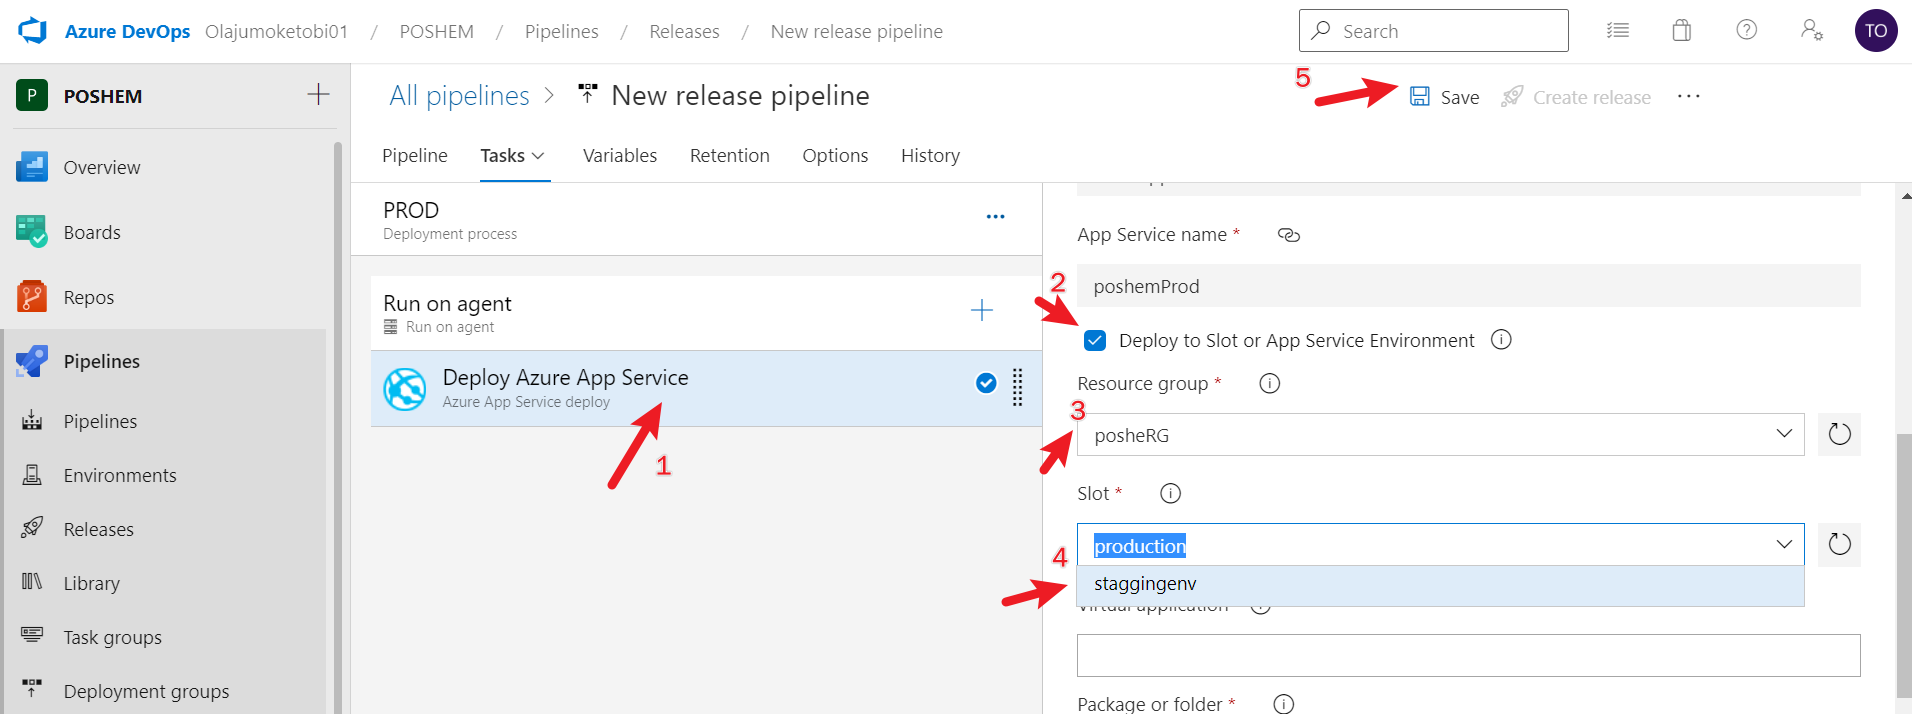 Azure DevOps Olajumoketobi01 / POSHEM / Pipelines / Releases / New release pipeline
Search
TO
P POSHEM
All pipelines > New release pipeline
5
Save
Create release
Overview
Boards
Repos
Pipelines
Pipelines
Environments
Releases
Library
Task groups
Deployment groups
Pipeline Tasks Variables Retention Options History
PROD
Deployment process
Run on agent
Run on agent
Deploy Azure App Service
Azure App Service deploy
1
App Service name *
poshemProd
2
Deploy to Slot or App Service Environment
Resource group *
3
posheRG
Slot *
production
4
staggingenv
Virtual application
Package or folder *